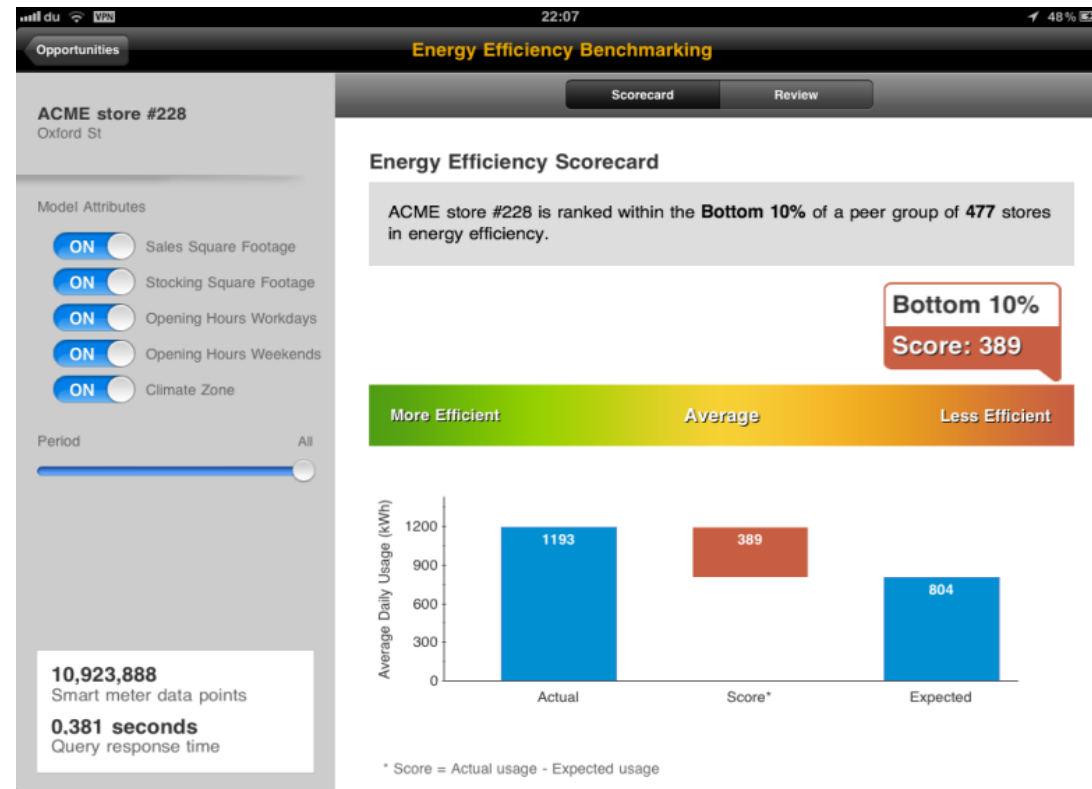 du VPN 22:07 48%
Opportunities Energy Efficiency Benchmarking
Scorecard Review
ACME store #228
Oxford St
Model Attributes
ON Sales Square Footage
ON Stocking Square Footage
ON Opening Hours Workdays
ON Opening Hours Weekends
ON Climate Zone
Period All
10,923,888
Smart meter data points
0.381 seconds
Query response time
Energy Efficiency Scorecard
ACME store #228 is ranked within the Bottom 10% of a peer group of 477 stores
in energy efficiency.
Bottom 10%
Score: 389
More Efficient Average Less Efficient
Average Daily Usage (kWh)
1200
900
600
300
0
1193
389
804
Actual Score* Expected
* Score = Actual usage - Expected usage